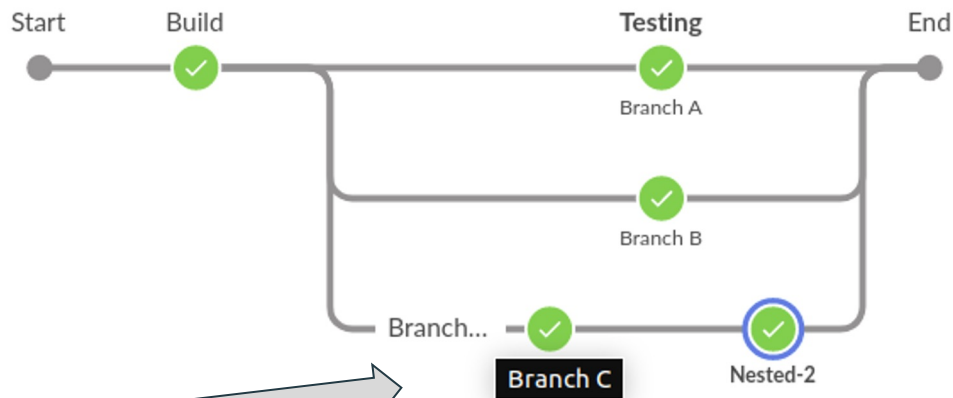 Start
Build
Testing
End
Branch A
Branch B
Branch...
Branch C
Nested-2